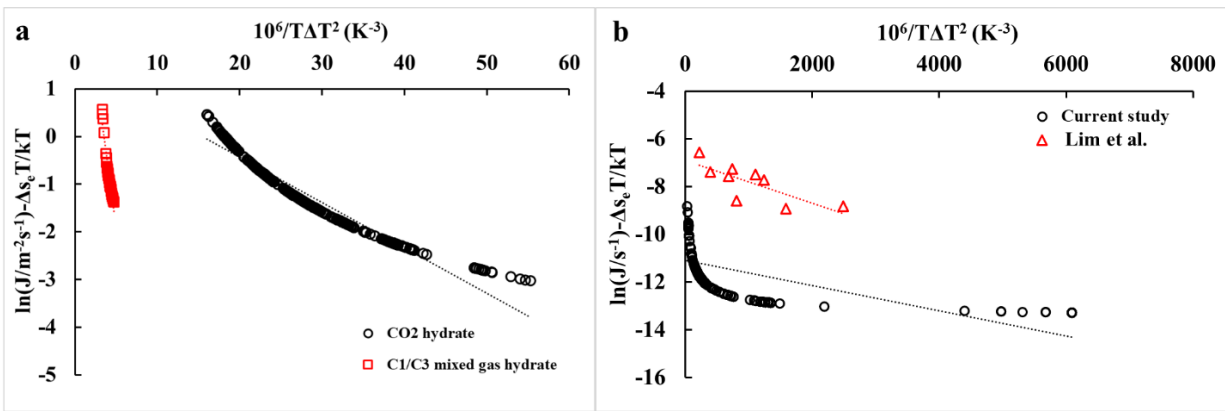 a
10⁶/TΔT² (K⁻³)
0 10 20 30 40 50 60
1
0
-1
-2
-3
-4
-5
ln(J/m⁻²s⁻¹)-ΔsₑT/kT
CO2 hydrate
C1/C3 mixed gas hydrate
b
10⁶/TΔT² (K⁻³)
0 2000 4000 6000 8000
-4
-6
-8
-10
-12
-14
-16
ln(J/s⁻¹)-ΔsₑT/kT
Current study
Lim et al.